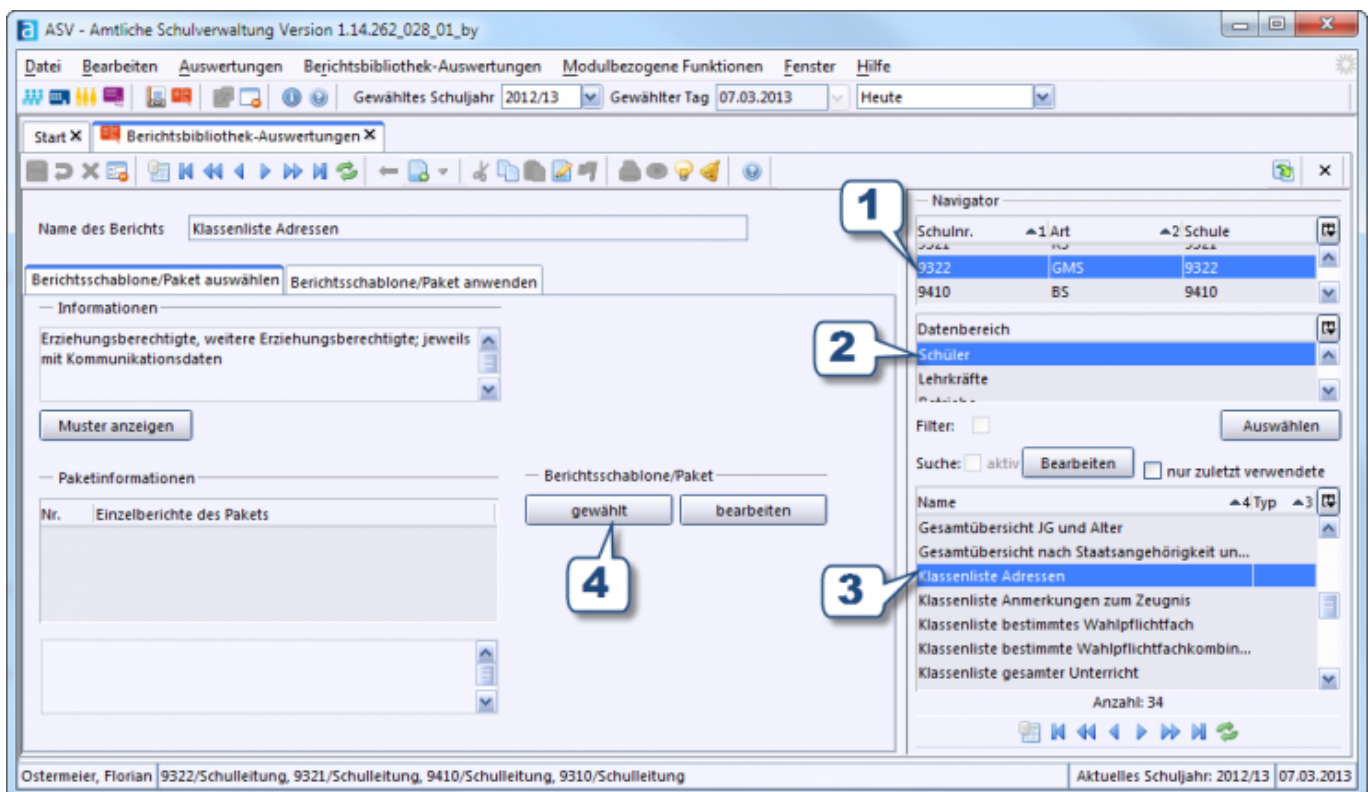 ASV - Amtliche Schulverwaltung Version 1.14.262_028_01_by
Datei Bearbeiten Auswertungen Berichtsbibliothek-Auswertungen Modulbezogene Funktionen Fenster Hilfe
Gewähltes Schuljahr 2012/13 Gewählter Tag 07.03.2013 Heute
Start Berichtsbibliothek-Auswertungen
Name des Berichts Klassenliste Adressen
Berichtsschablone/Paket auswählen Berichtsschablone/Paket anwenden
Informationen
Erziehungsberechtigte, weitere Erziehungsberechtigte; jeweils
mit Kommunikationsdaten
Muster anzeigen
Paketinformationen
Nr. Einzelberichte des Pakets
Berichtsschablone/Paket
gewählt bearbeiten
4
1
Navigator
Schulnr. 1 Art 2 Schule
9322 GMS 9322
9410 BS 9410
2
Datenbereich
Schüler
Lehrkräfte
Filter: Auswählen
Suche: aktiv Bearbeiten nur zuletzt verwendete
Name 4 Typ 3
Gesamtübersicht JG und Alter
Gesamtübersicht nach Staatsangehörigkeit un...
3
Klassenliste Adressen
Klassenliste Anmerkungen zum Zeugnis
Klassenliste bestimmtes Wahlpflichtfach
Klassenliste bestimmte Wahlpflichtfachkombin...
Klassenliste gesamter Unterricht
Anzahl: 34
Ostermeier, Florian 9322/Schulleitung, 9321/Schulleitung, 9410/Schulleitung, 9310/Schulleitung Aktuelles Schuljahr: 2012/13 07.03.2013